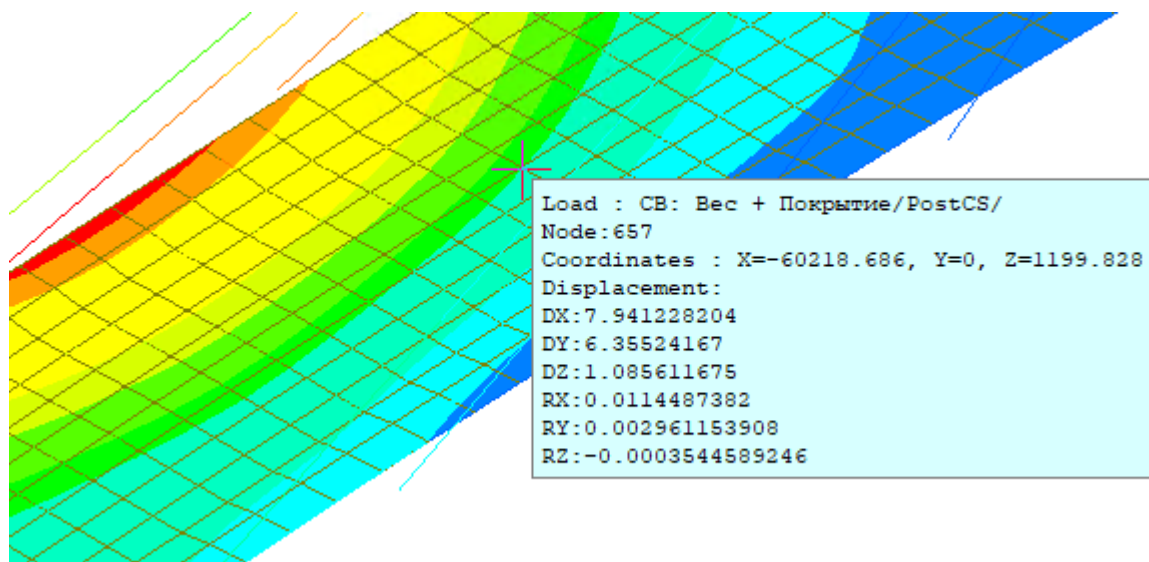 Load : CB: Вес + Покрытие/PostCS/
Node:657
Coordinates : X=-60218.686, Y=0, Z=1199.828
Displacement:
DX:7.941228204
DY:6.35524167
DZ:1.085611675
RX:0.0114487382
RY:0.002961153908
RZ:-0.0003544589246